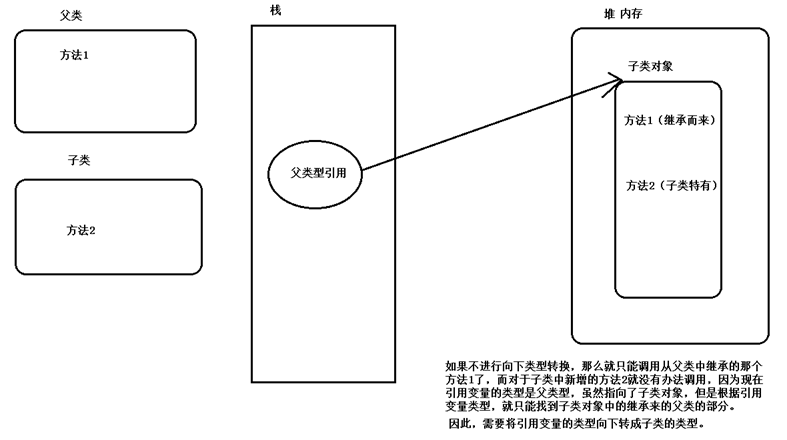 父类
方法1
子类
方法2
栈
父类型引用
堆 内存
子类对象
方法1（继承而来）
方法2（子类特有）
如果不进行向下类型转换，那么就只能调用从父类中继承的那个
方法1了，而对于子类中新增的方法2就没有办法调用，因为现在
引用变量的类型是父类型，虽然指向了子类对象，但是根据引用
变量类型，就只能找到子类对象中的继承来的父类的部分。
因此，需要将引用变量的类型向下转成子类的类型。